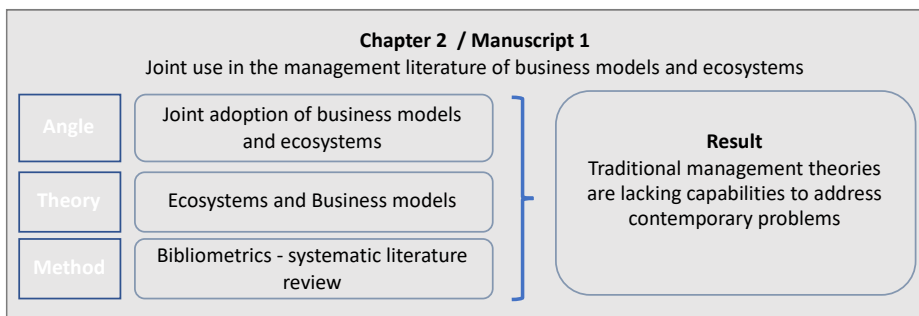 Chapter 2 / Manuscript 1
Joint use in the management literature of business models and ecosystems
Angle
Joint adoption of business models
and ecosystems
Theory
Ecosystems and Business models
Method
Bibliometrics - systematic literature
review
Result
Traditional management theories
are lacking capabilities to address
contemporary problems